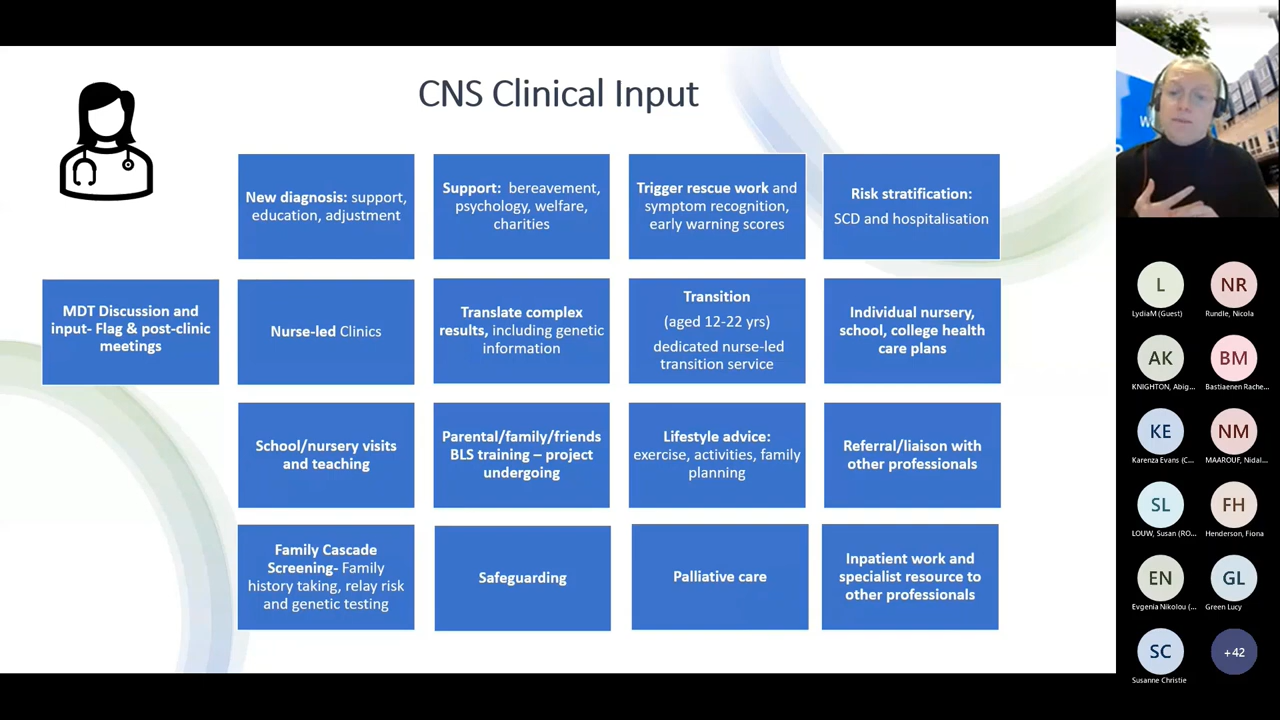 CNS Clinical Input
New diagnosis: support,
education, adjustment
Support: bereavement,
psychology, welfare,
charities
Trigger rescue work and
symptom recognition,
early warning scores
Risk stratification:
SCD and hospitalisation
MDT Discussion and
input- Flag & post-clinic
meetings
Nurse-led Clinics
Translate complex
results, including genetic
information
Transition
(aged 12-22 yrs)
dedicated nurse-led
transition service
Individual nursery,
school, college health
care plans
School/nursery visits
and teaching
Parental/family/friends
BLS training – project
undergoing
Lifestyle advice:
exercise, activities, family
planning
Referral/liaison with
other professionals
Family Cascade
Screening- Family
history taking, relay risk
and genetic testing
Safeguarding
Palliative care
Inpatient work and
specialist resource to
other professionals
L
LydiaM (Guest)
NR
Rundle, Nicola
AK
KNIGHTON, Abig...
BM
Bastiaenen Rache...
KE
Karenza Evans (C...
NM
MAAROUF, Nidal...
SL
LOUW, Susan (RO...
FH
Henderson, Fiona
EN
Evgenia Nikolou (...
GL
Green Lucy
SC
Susanne Christie
+42